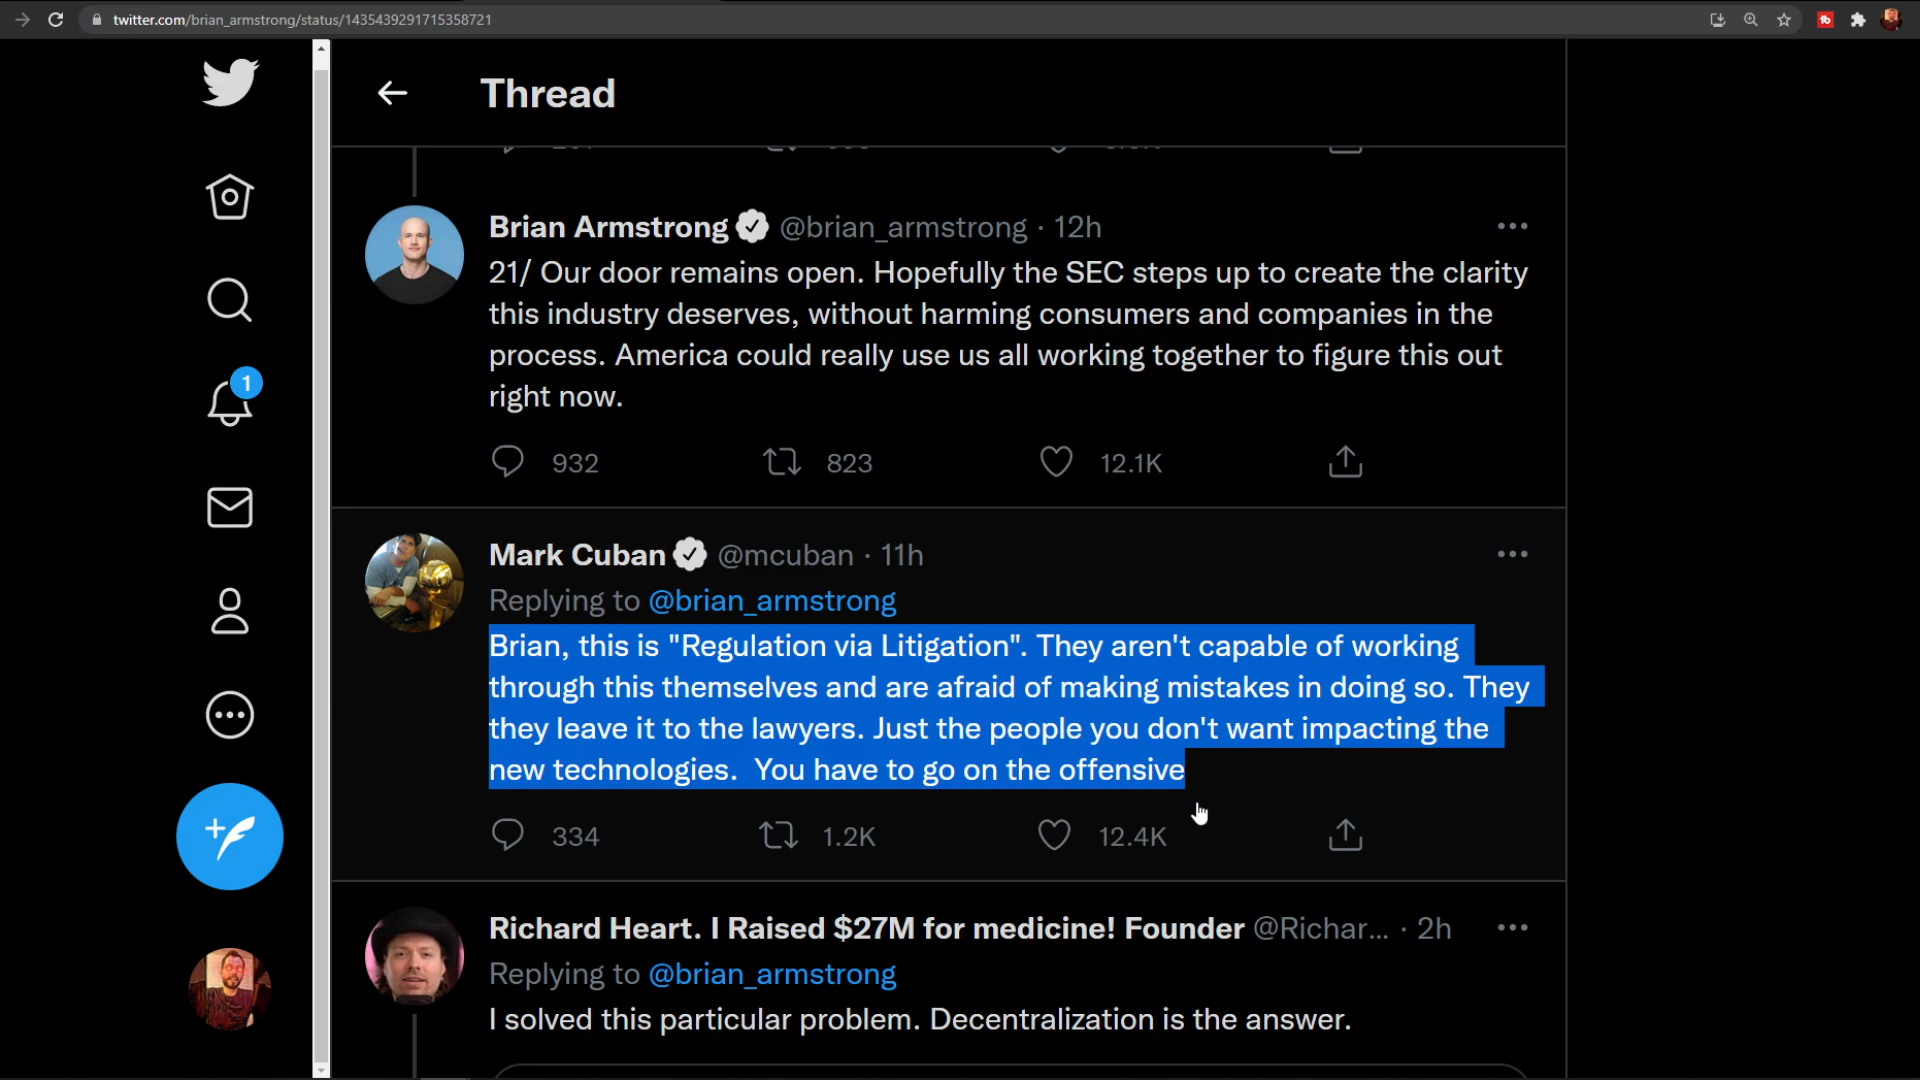 twitter.com/brian_armstrong/status/1435439291715358721
Thread
Brian Armstrong @brian_armstrong · 12h
21/ Our door remains open. Hopefully the SEC steps up to create the clarity
this industry deserves, without harming consumers and companies in the
process. America could really use us all working together to figure this out
right now.
932 823 12.1K
1
Mark Cuban @mcuban · 11h
Replying to @brian_armstrong
Brian, this is "Regulation via Litigation". They aren't capable of working
through this themselves and are afraid of making mistakes in doing so. They
they leave it to the lawyers. Just the people you don't want impacting the
new technologies.  You have to go on the offensive
334 1.2K 12.4K
Richard Heart. I Raised $27M for medicine! Founder @Richar... · 2h
Replying to @brian_armstrong
I solved this particular problem. Decentralization is the answer.